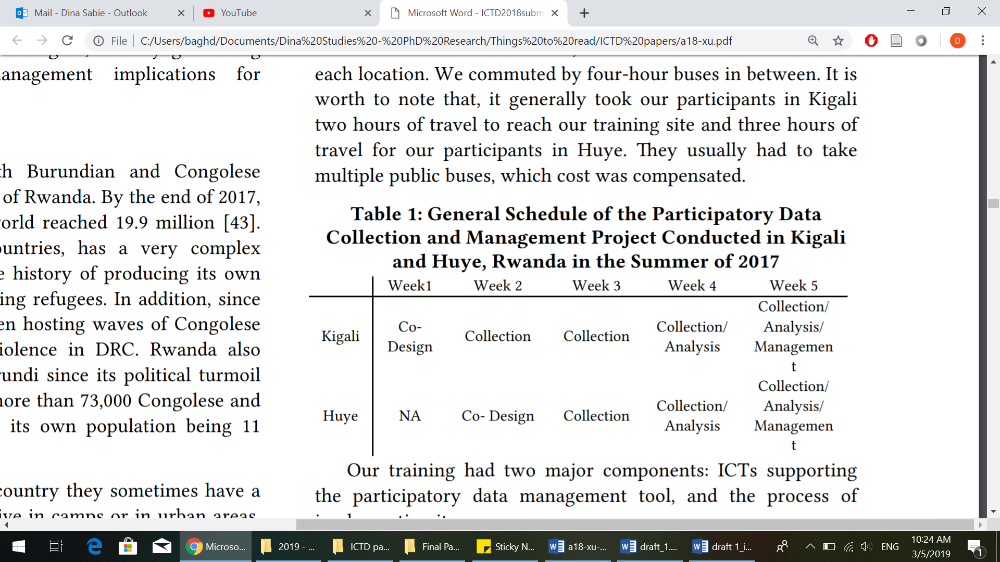 Mail - Dina Sabie - Outlook
YouTube
Microsoft Word - ICTD2018subm
File
C:/Users/baghd/Documents/Dina%20Studies%20-%20PhD%20Research/Things%20to%20read/ICTD%20papers/a18-xu.pdf
D
anagement implications for
th Burundian and Congolese
of Rwanda. By the end of 2017,
orld reached 19.9 million [43].
untries, has a very complex
e history of producing its own
ing refugees. In addition, since
en hosting waves of Congolese
iolence in DRC. Rwanda also
rundi since its political turmoil
ore than 73,000 Congolese and
its own population being 11
country they sometimes have a
ive in camps or in urban areas.
each location. We commuted by four-hour buses in between. It is
worth to note that, it generally took our participants in Kigali
two hours of travel to reach our training site and three hours of
travel for our participants in Huye. They usually had to take
multiple public buses, which cost was compensated.
Table 1: General Schedule of the Participatory Data
Collection and Management Project Conducted in Kigali
and Huye, Rwanda in the Summer of 2017
Week1 Week 2 Week 3 Week 4 Week 5
Kigali Co-
Design Collection Collection Collection/
Analysis Collection/
Analysis/
Managemen
t
Huye NA Co- Design Collection Collection/
Analysis Collection/
Analysis/
Managemen
t
Our training had two major components: ICTs supporting
the participatory data management tool, and the process of
Microso...
2019 - ...
ICTD pa...
Final Pa...
Sticky N...
a18-xu-...
draft_1....
draft 1_i...
ENG
10:24 AM
3/5/2019
1